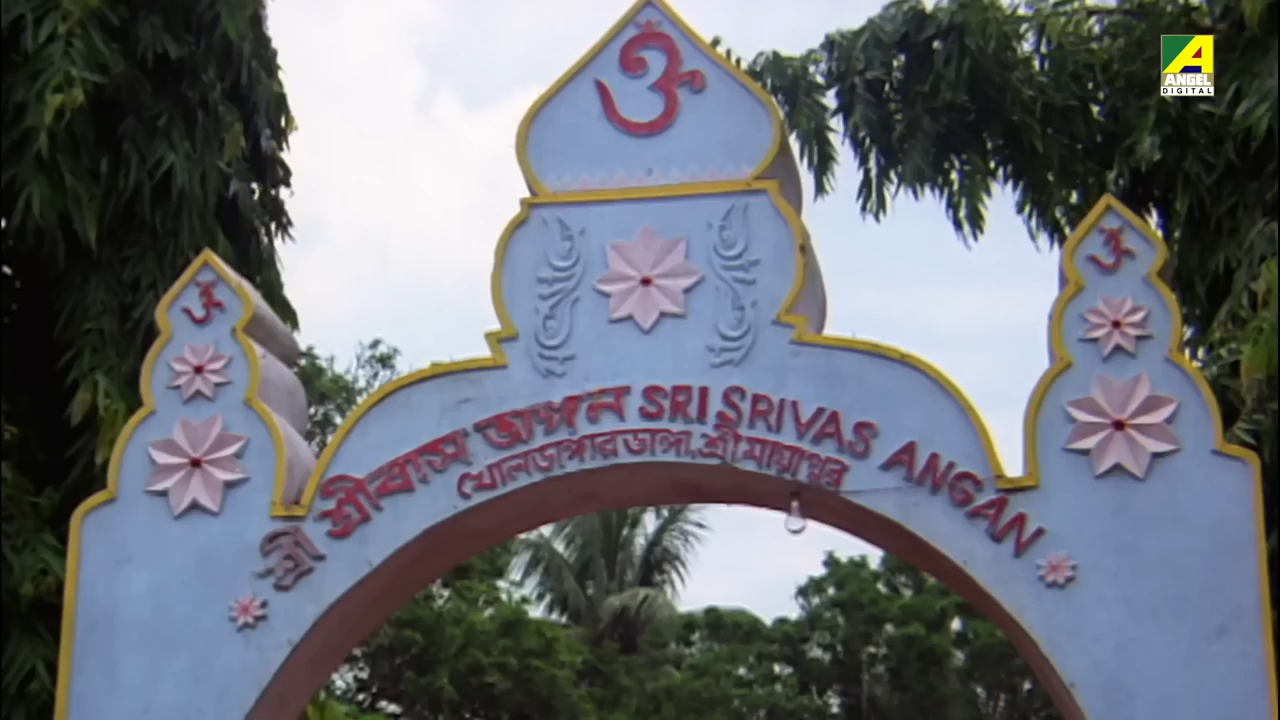 ॐ
ॐ
ॐ
শ্রী শ্রীবাস অঙ্গন SRI SRIVAS ANGAN
খোলভাঙ্গার ডাঙ্গা, শ্রীমায়াপুর
ANGEL
DIGITAL